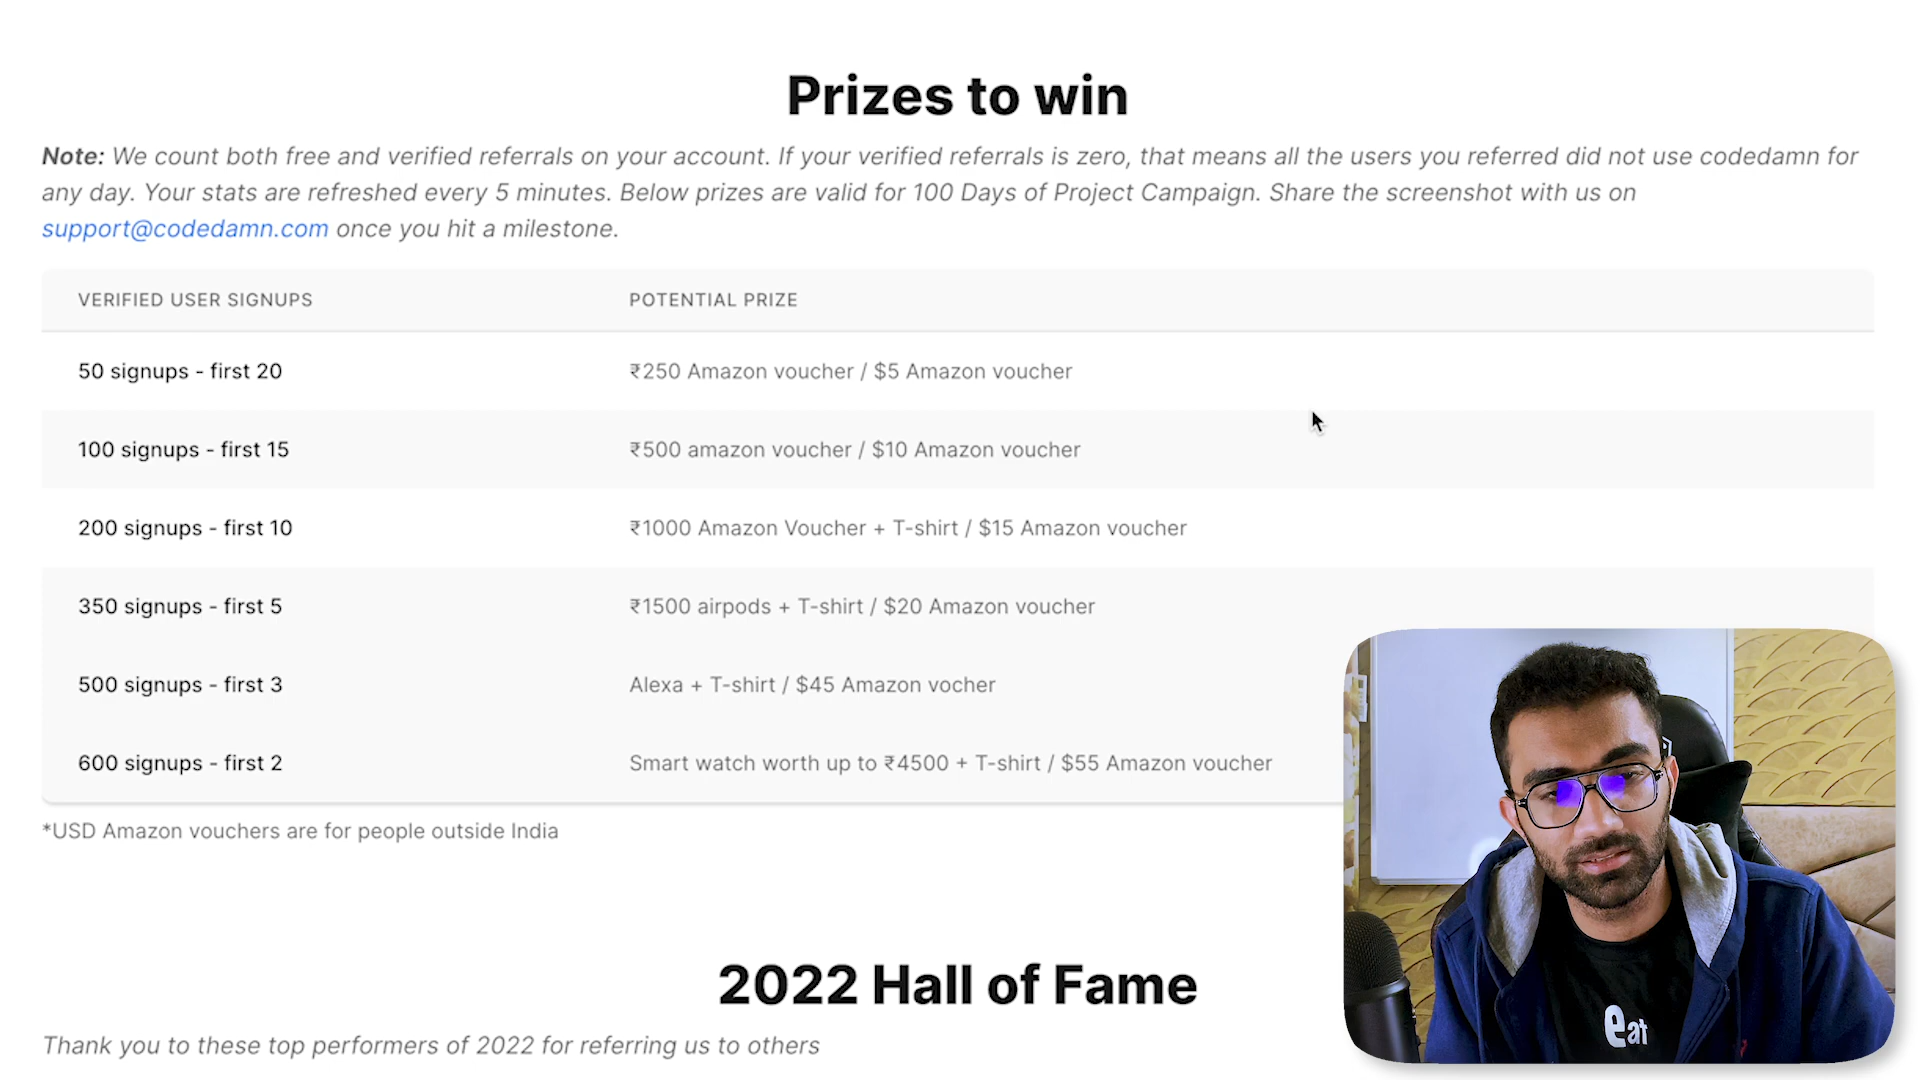 Prizes to win
Note: We count both free and verified referrals on your account. If your verified referrals is zero, that means all the users you referred did not use codedamn for
any day. Your stats are refreshed every 5 minutes. Below prizes are valid for 100 Days of Project Campaign. Share the screenshot with us on
support@codedamn.com once you hit a milestone.
VERIFIED USER SIGNUPS POTENTIAL PRIZE
50 signups - first 20 ₹250 Amazon voucher / $5 Amazon voucher
100 signups - first 15 ₹500 amazon voucher / $10 Amazon voucher
200 signups - first 10 ₹1000 Amazon Voucher + T-shirt / $15 Amazon voucher
350 signups - first 5 ₹1500 airpods + T-shirt / $20 Amazon voucher
500 signups - first 3 Alexa + T-shirt / $45 Amazon vocher
600 signups - first 2 Smart watch worth up to ₹4500 + T-shirt / $55 Amazon voucher
*USD Amazon vouchers are for people outside India
2022 Hall of Fame
Thank you to these top performers of 2022 for referring us to others
eat